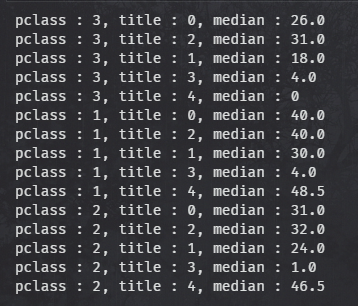 pclass : 3, title : 0, median : 26.0
pclass : 3, title : 2, median : 31.0
pclass : 3, title : 1, median : 18.0
pclass : 3, title : 3, median : 4.0
pclass : 3, title : 4, median : 0
pclass : 1, title : 0, median : 40.0
pclass : 1, title : 2, median : 40.0
pclass : 1, title : 1, median : 30.0
pclass : 1, title : 3, median : 4.0
pclass : 1, title : 4, median : 48.5
pclass : 2, title : 0, median : 31.0
pclass : 2, title : 2, median : 32.0
pclass : 2, title : 1, median : 24.0
pclass : 2, title : 3, median : 1.0
pclass : 2, title : 4, median : 46.5